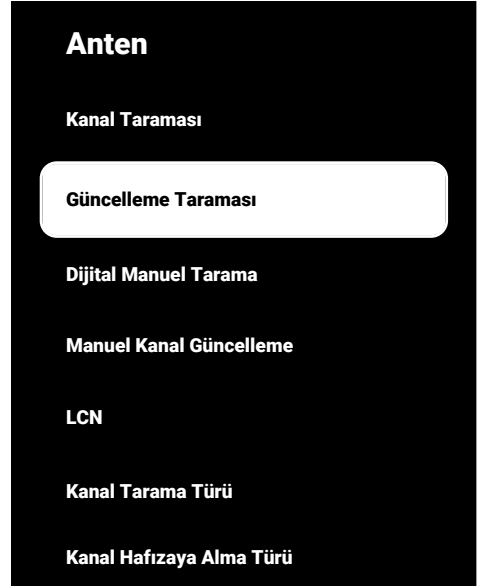 Anten
Kanal Taraması
Güncelleme Taraması
Dijital Manuel Tarama
Manuel Kanal Güncelleme
LCN
Kanal Tarama Türü
Kanal Hafızaya Alma Türü